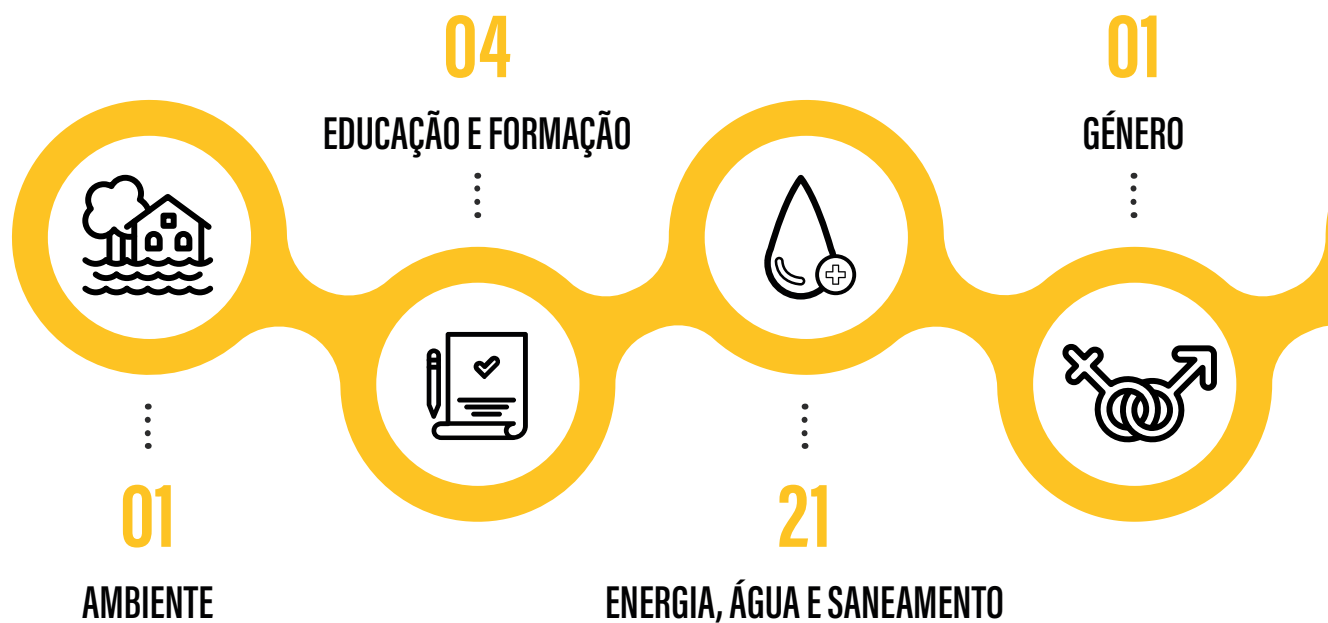 04
EDUCAÇÃO E FORMAÇÃO
01
GÉNERO
01
AMBIENTE
21
ENERGIA, ÁGUA E SANEAMENTO